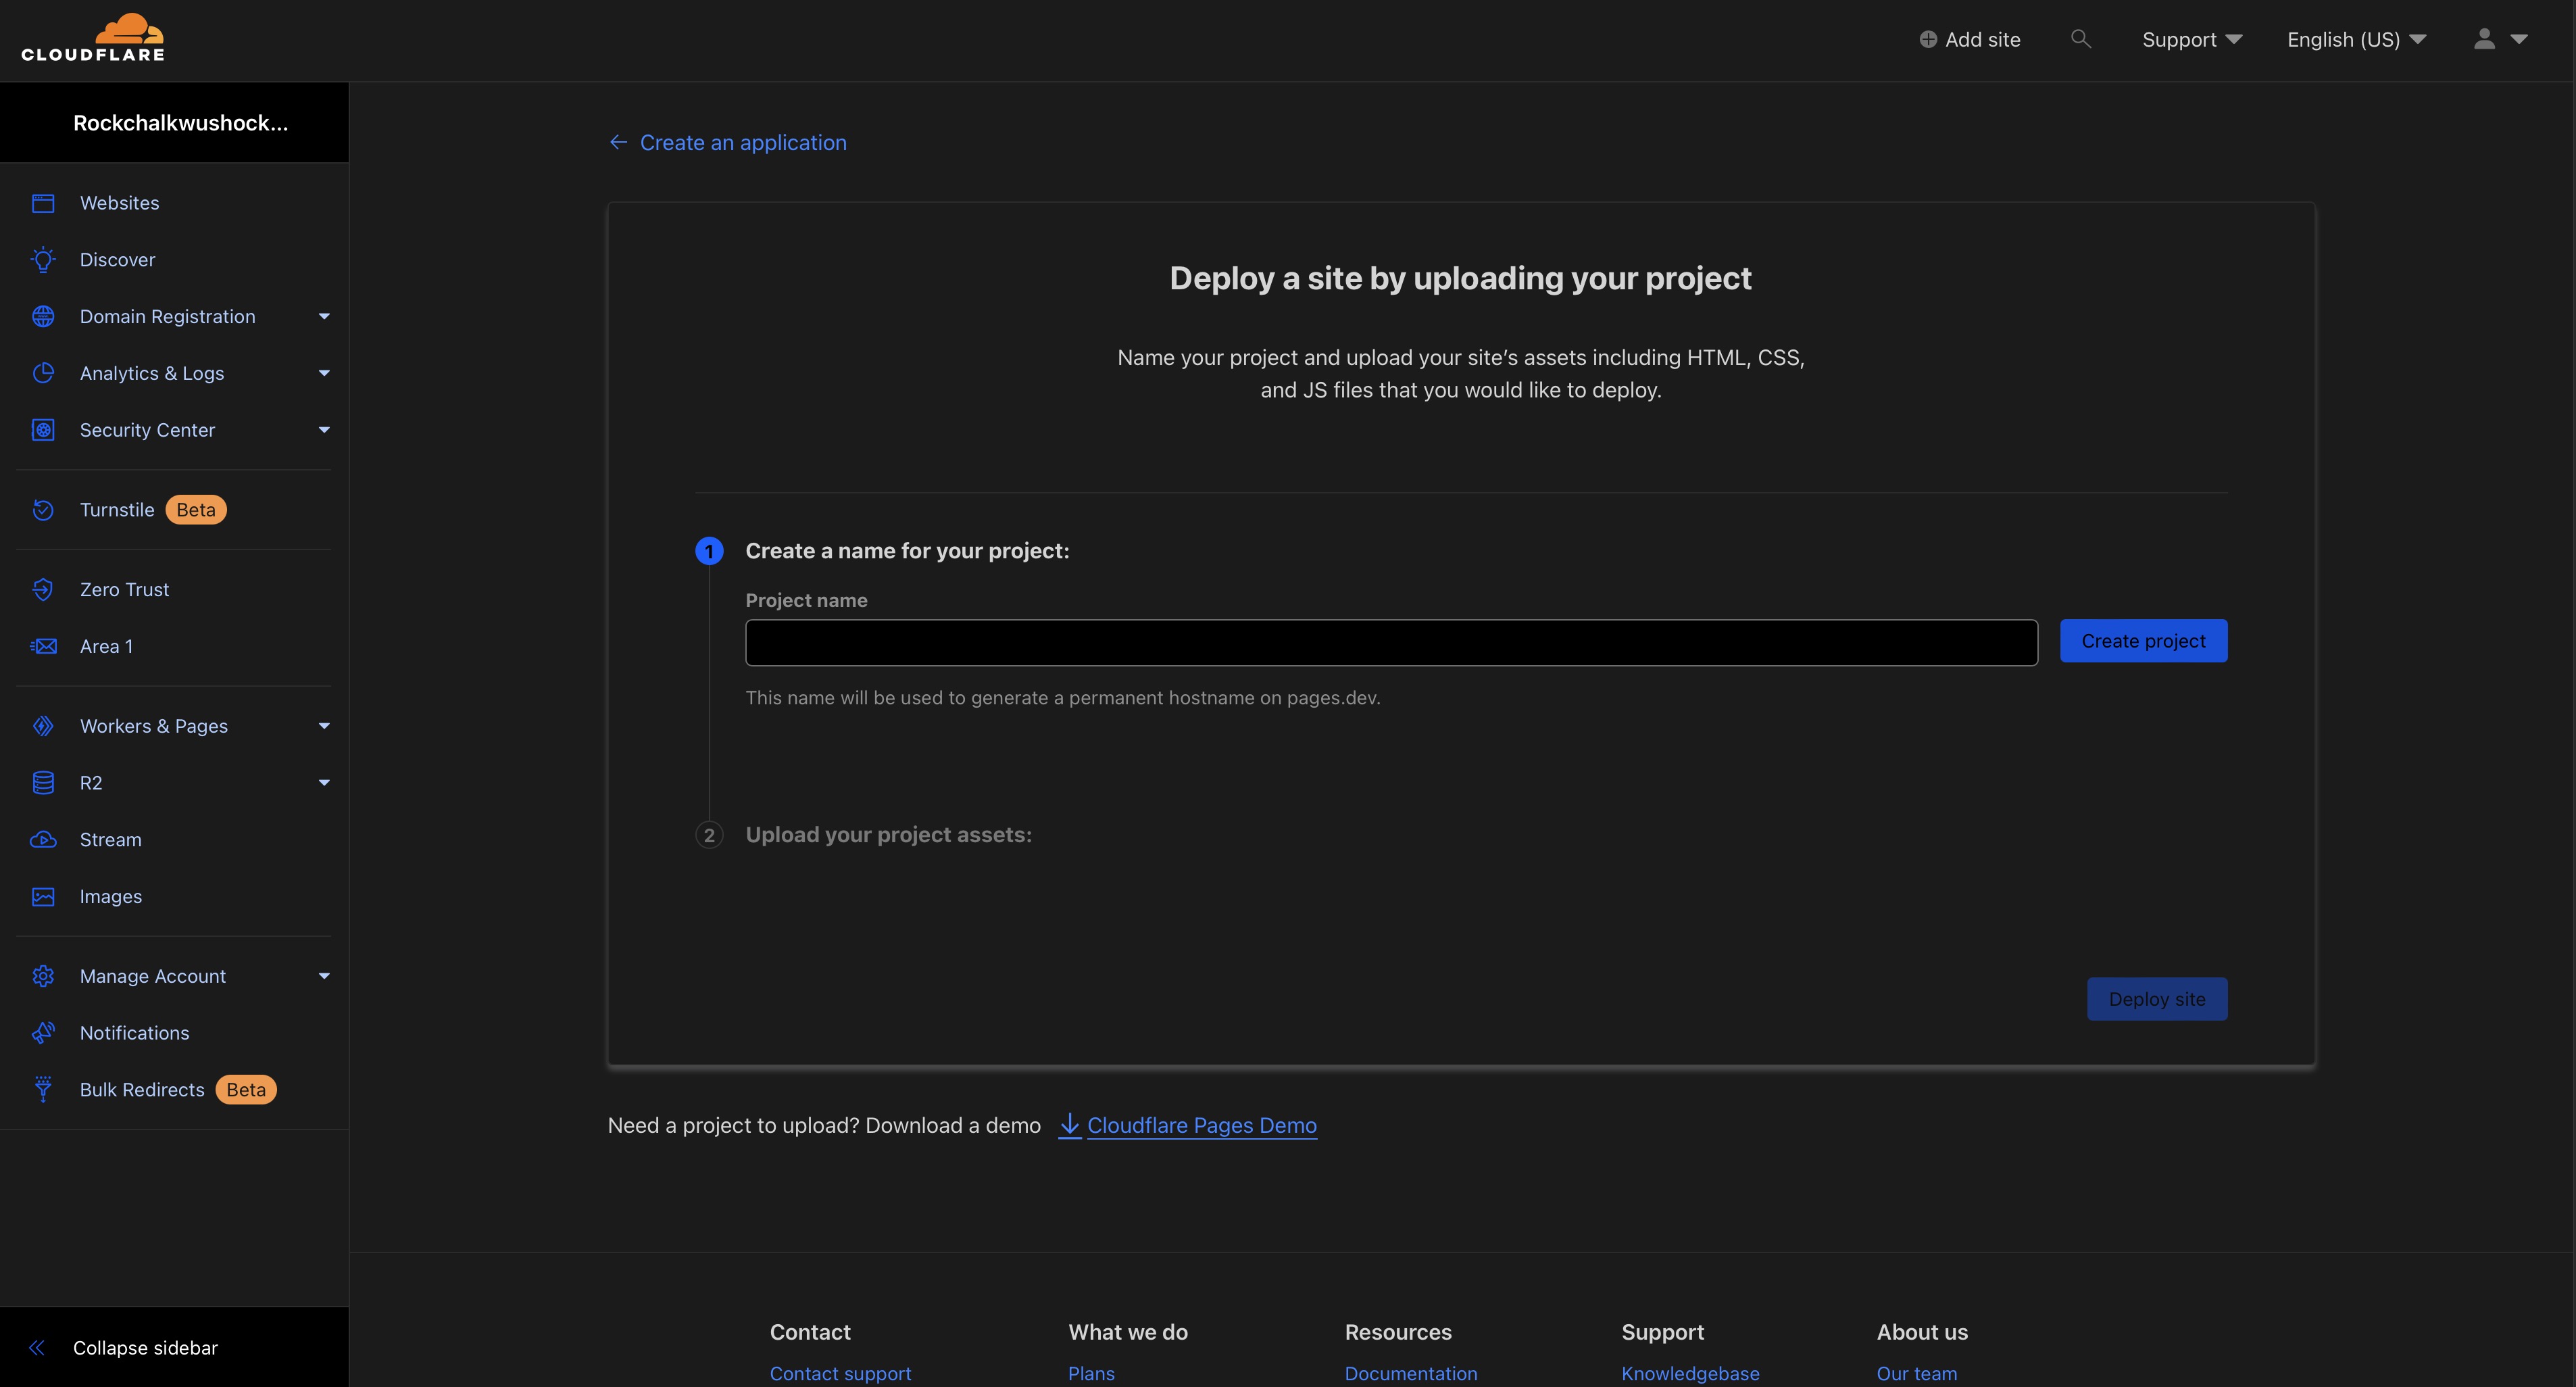 CLOUDFLARE
Add site
Support
English (US)
Rockchalkwushock...
Websites
Discover
Domain Registration
Analytics & Logs
Security Center
Turnstile Beta
Zero Trust
Area 1
Workers & Pages
R2
Stream
Images
Manage Account
Notifications
Bulk Redirects Beta
Collapse sidebar
Create an application
Deploy a site by uploading your project
Name your project and upload your site’s assets including HTML, CSS,
and JS files that you would like to deploy.
1 Create a name for your project:
Project name
Create project
This name will be used to generate a permanent hostname on pages.dev.
2 Upload your project assets:
Deploy site
Need a project to upload? Download a demo Cloudflare Pages Demo
Contact
Contact support
What we do
Plans
Resources
Documentation
Support
Knowledgebase
About us
Our team